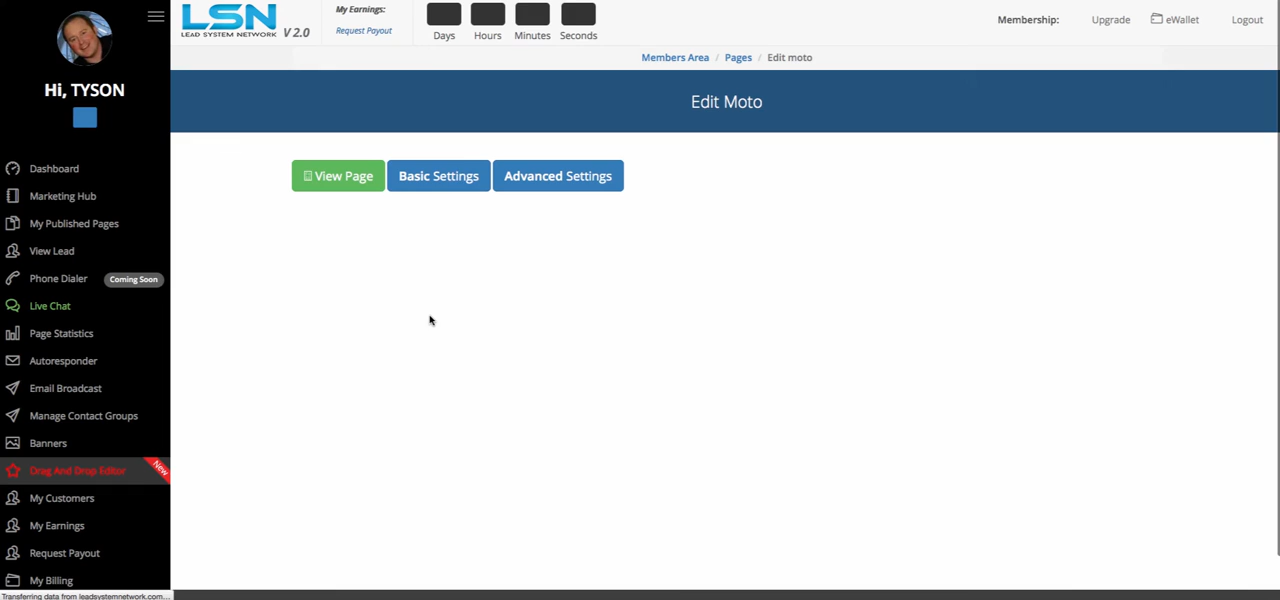 LSN
LEAD SYSTEM NETWORK
V 2.0
My Earnings:
Request Payout
Days
Hours
Minutes
Seconds
Membership:
Upgrade
eWallet
Logout
Members Area / Pages / Edit moto
Edit Moto
View Page
Basic Settings
Advanced Settings
Hi, TYSON
Dashboard
Marketing Hub
My Published Pages
View Lead
Phone Dialer
Coming Soon
Live Chat
Page Statistics
Autoresponder
Email Broadcast
Manage Contact Groups
Banners
Drag And Drop Editor
New
My Customers
My Earnings
Request Payout
My Billing
Transferring data from leadsystemnetwork.com...